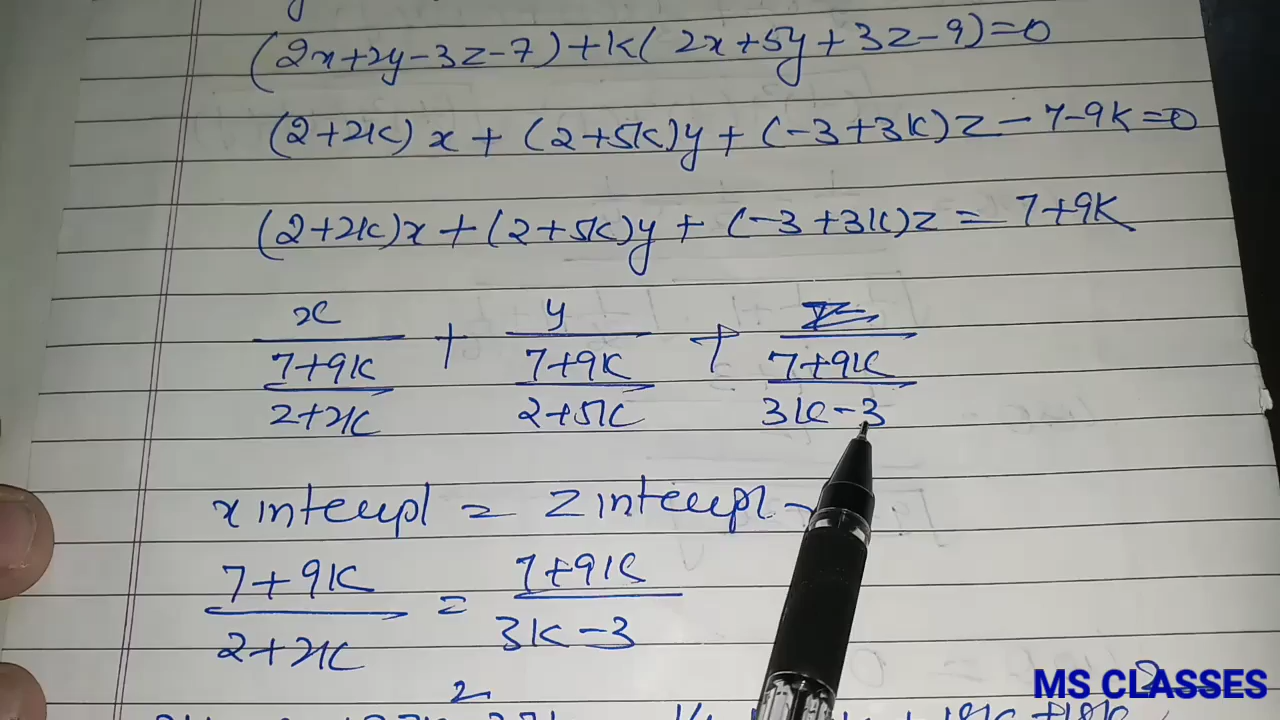 (2x+2y-3z-7)+k(2x+5y+3z-9)=0
(2+2k)x+(2+5k)y+(-3+3k)z-7-9k=0
(2+2k)x+(2+5k)y+(-3+3k)z=7+9k
x y z
7+9k + 7+9k + 7+9k
2+2k 2+5k 3k-3
x intercept = z intercept
7+9k = 7+9k
2+2k 3k-3
MS CLASSES